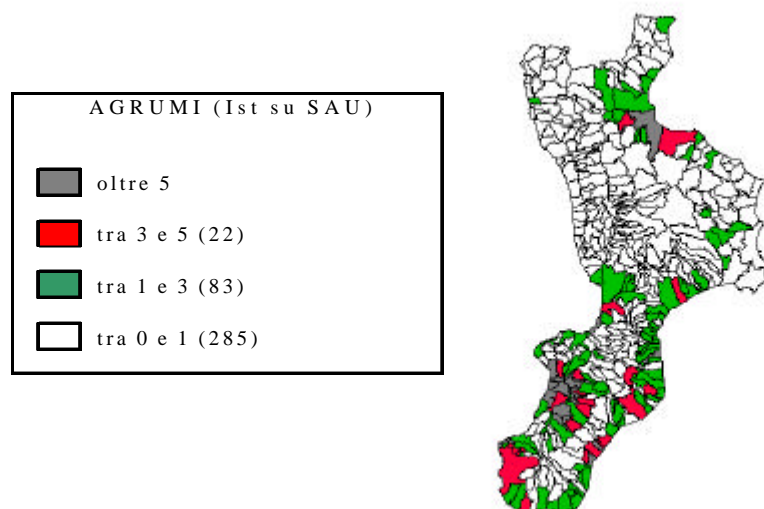 AGRUMI (Ist su SAU)
oltre 5
tra 3 e 5 (22)
tra 1 e 3 (83)
tra 0 e 1 (285)